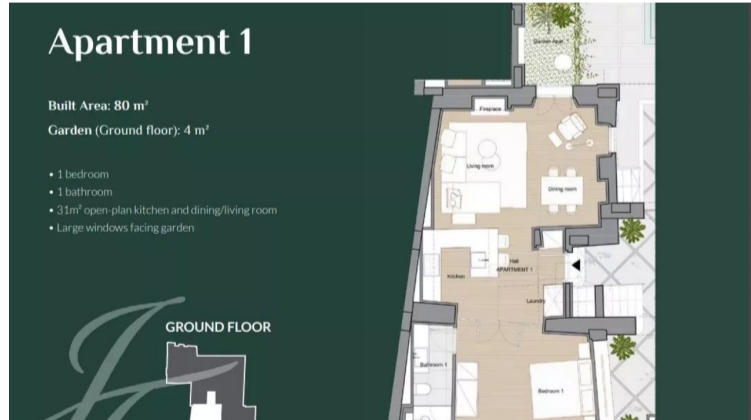 Apartment 1
Built Area: 80 m²
Garden (Ground floor): 4 m²
• 1 bedroom
• 1 bathroom
• 31m² open-plan kitchen and dining/living room
• Large windows facing garden
GROUND FLOOR
Garden Apar
Fireplace
Living room
Dining room
Hall
APARTMENT 1
Kitchen
Laundry
Bathroom 1
Bedroom 1